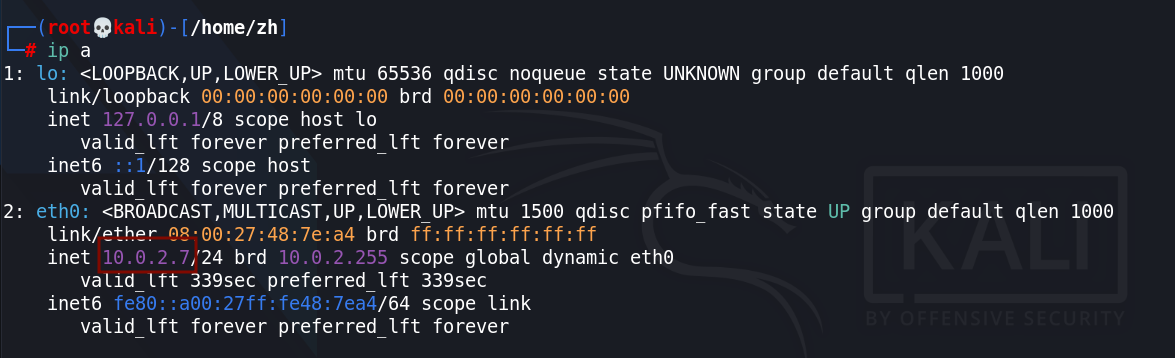 (root💀kali)-[/home/zh]
# ip a
1: lo: <LOOPBACK,UP,LOWER_UP> mtu 65536 qdisc noqueue state UNKNOWN group default qlen 1000
link/loopback 00:00:00:00:00:00 brd 00:00:00:00:00:00
inet 127.0.0.1/8 scope host lo
valid_lft forever preferred_lft forever
inet6 ::1/128 scope host
valid_lft forever preferred_lft forever
2: eth0: <BROADCAST,MULTICAST,UP,LOWER_UP> mtu 1500 qdisc pfifo_fast state UP group default qlen 1000
link/ether 08:00:27:48:7e:a4 brd ff:ff:ff:ff:ff:ff
inet 10.0.2.7/24 brd 10.0.2.255 scope global dynamic eth0
valid_lft 339sec preferred_lft 339sec
inet6 fe80::a00:27ff:fe48:7ea4/64 scope link
valid_lft forever preferred_lft forever
KALI
BY OFFENSIVE SECURITY